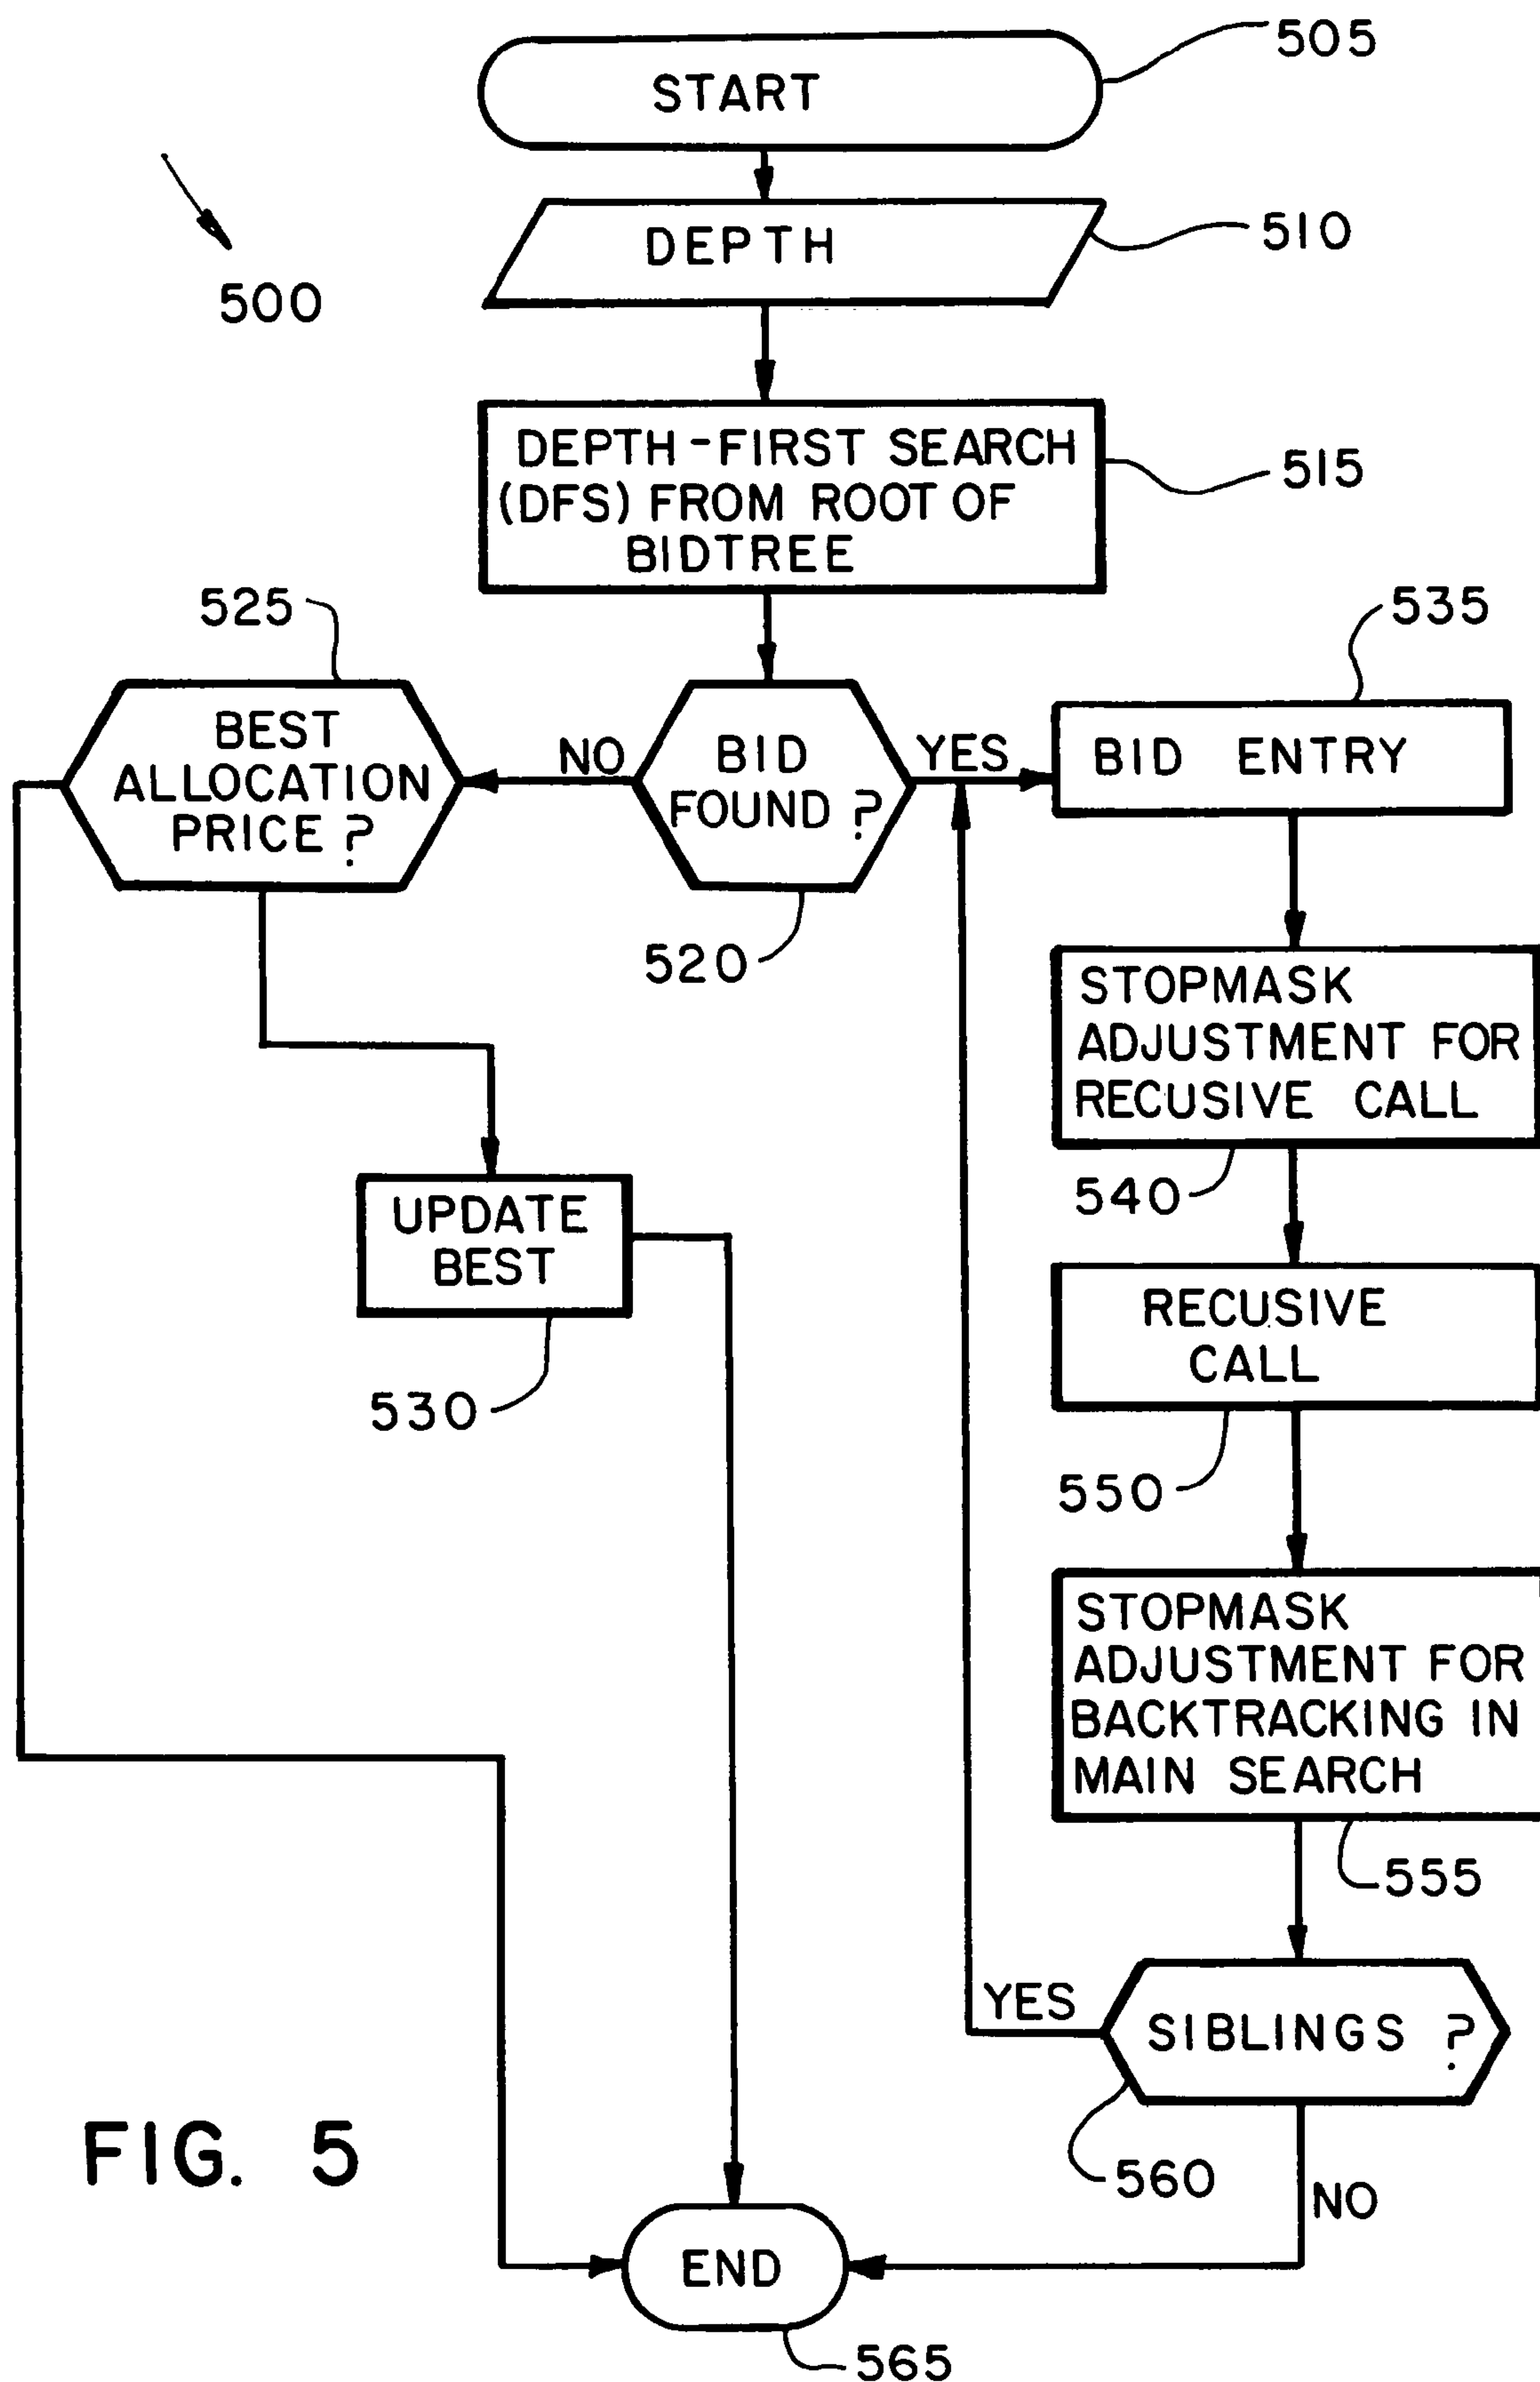 START
505
500
DEPTH
510
DEPTH-FIRST SEARCH
(DFS) FROM ROOT OF
BIDTREE
515
525
BEST
ALLOCATION
PRICE ?
NO
BID
FOUND ?
520
YES
535
BID ENTRY
STOPMASK
ADJUSTMENT FOR
RECUSIVE CALL
540
UPDATE
BEST
530
RECUSIVE
CALL
550
STOPMASK
ADJUSTMENT FOR
BACKTRACKING IN
MAIN SEARCH
555
YES
SIBLINGS ?
560
NO
FIG. 5
END
565